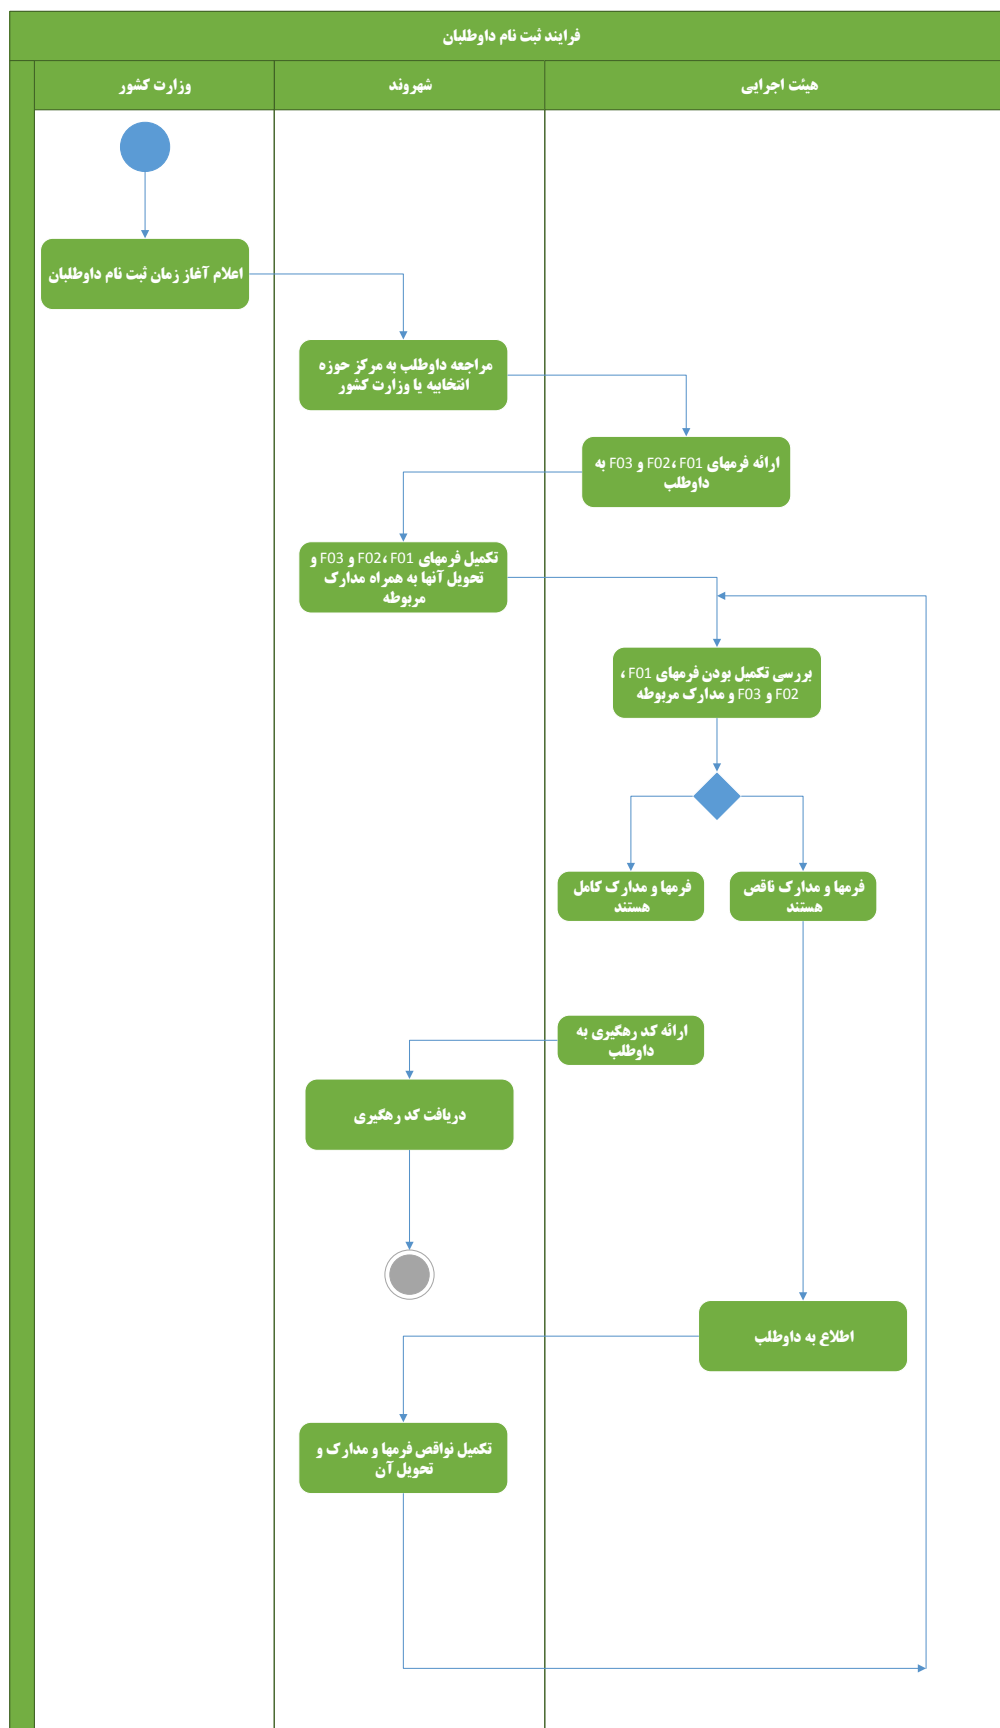 فرایند ثبت نام داوطلبان
هیئت اجرایی
شهروند
وزارت کشور
اعلام آغاز زمان ثبت نام داوطلبان
مراجعه داوطلب به مرکز حوزه
انتخابیه یا وزارت کشور
ارائه فرمهای F01 ،F02 و F03 به
داوطلب
تکمیل فرمهای F01 ،F02 و F03 و
تحویل آنها به همراه مدارک
مربوطه
بررسی تکمیل بودن فرمهای F01 ،
F02 و F03 و مدارک مربوطه
فرمها و مدارک ناقص
هستند
فرمها و مدارک کامل
هستند
ارائه کد رهگیری به
داوطلب
دریافت کد رهگیری
اطلاع به داوطلب
تکمیل نواقص فرمها و مدارک و
تحویل آن